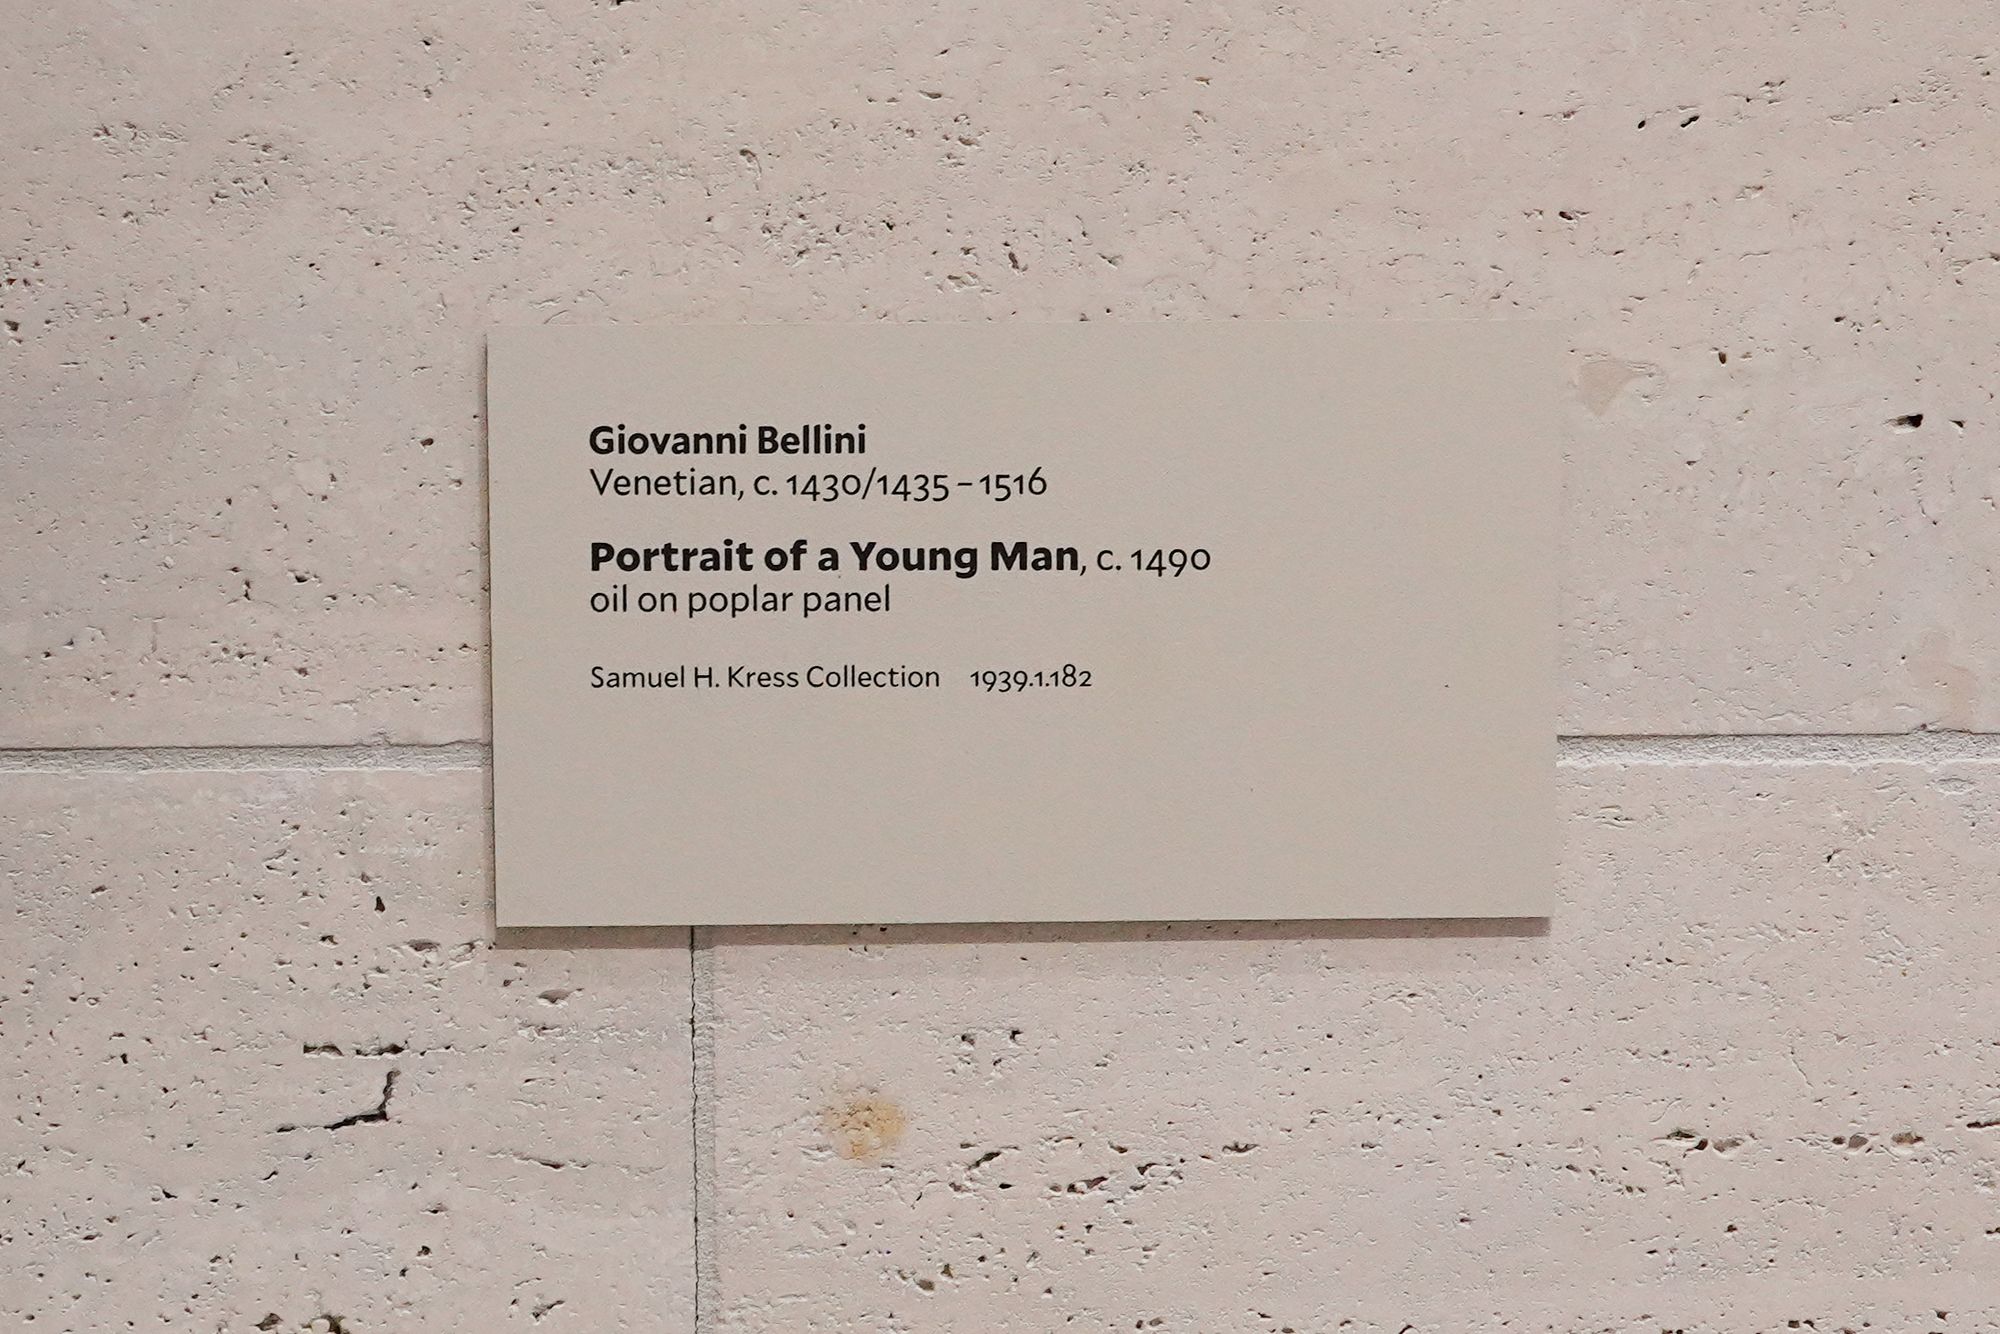 Giovanni Bellini
Venetian, c. 1430/1435 – 1516
Portrait of a Young Man, c. 1490
oil on poplar panel
Samuel H. Kress Collection 1939.1.182